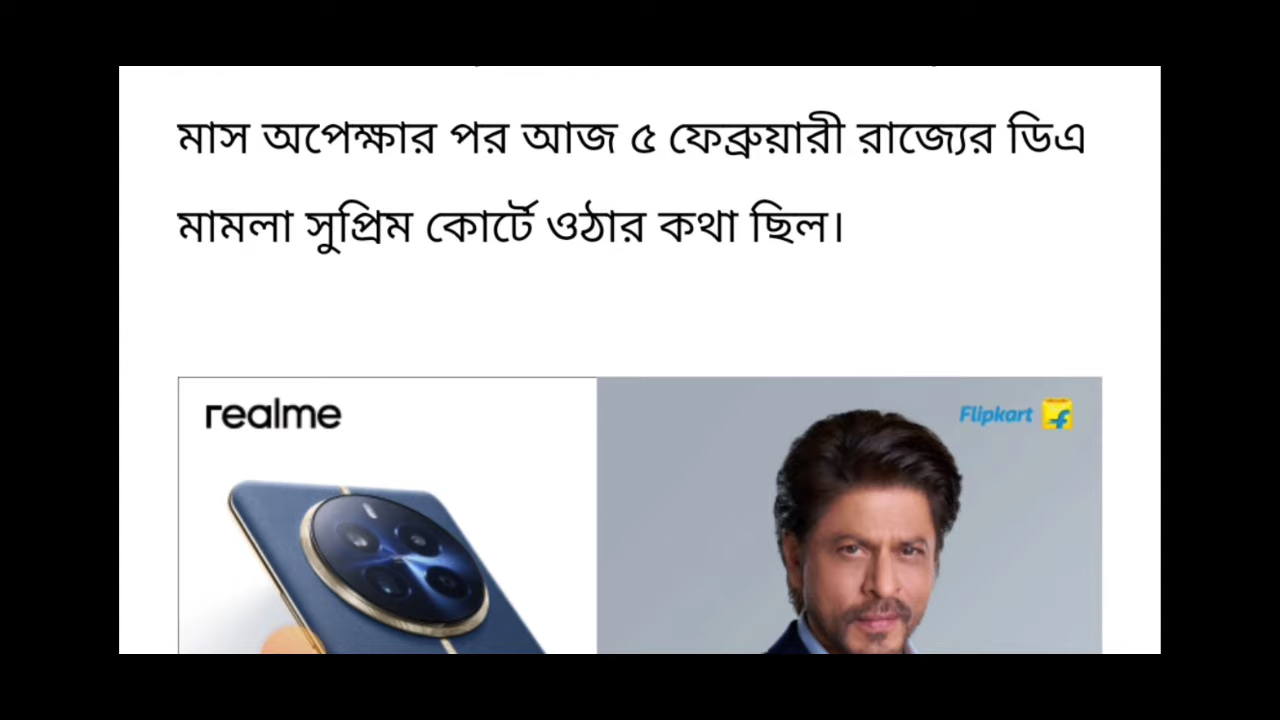 মাস অপেক্ষার পর আজ ৫ ফেব্রুয়ারী রাজ্যের ডিএ
মামলা সুপ্রিম কোর্টে ওঠার কথা ছিল।
realme
Flipkart